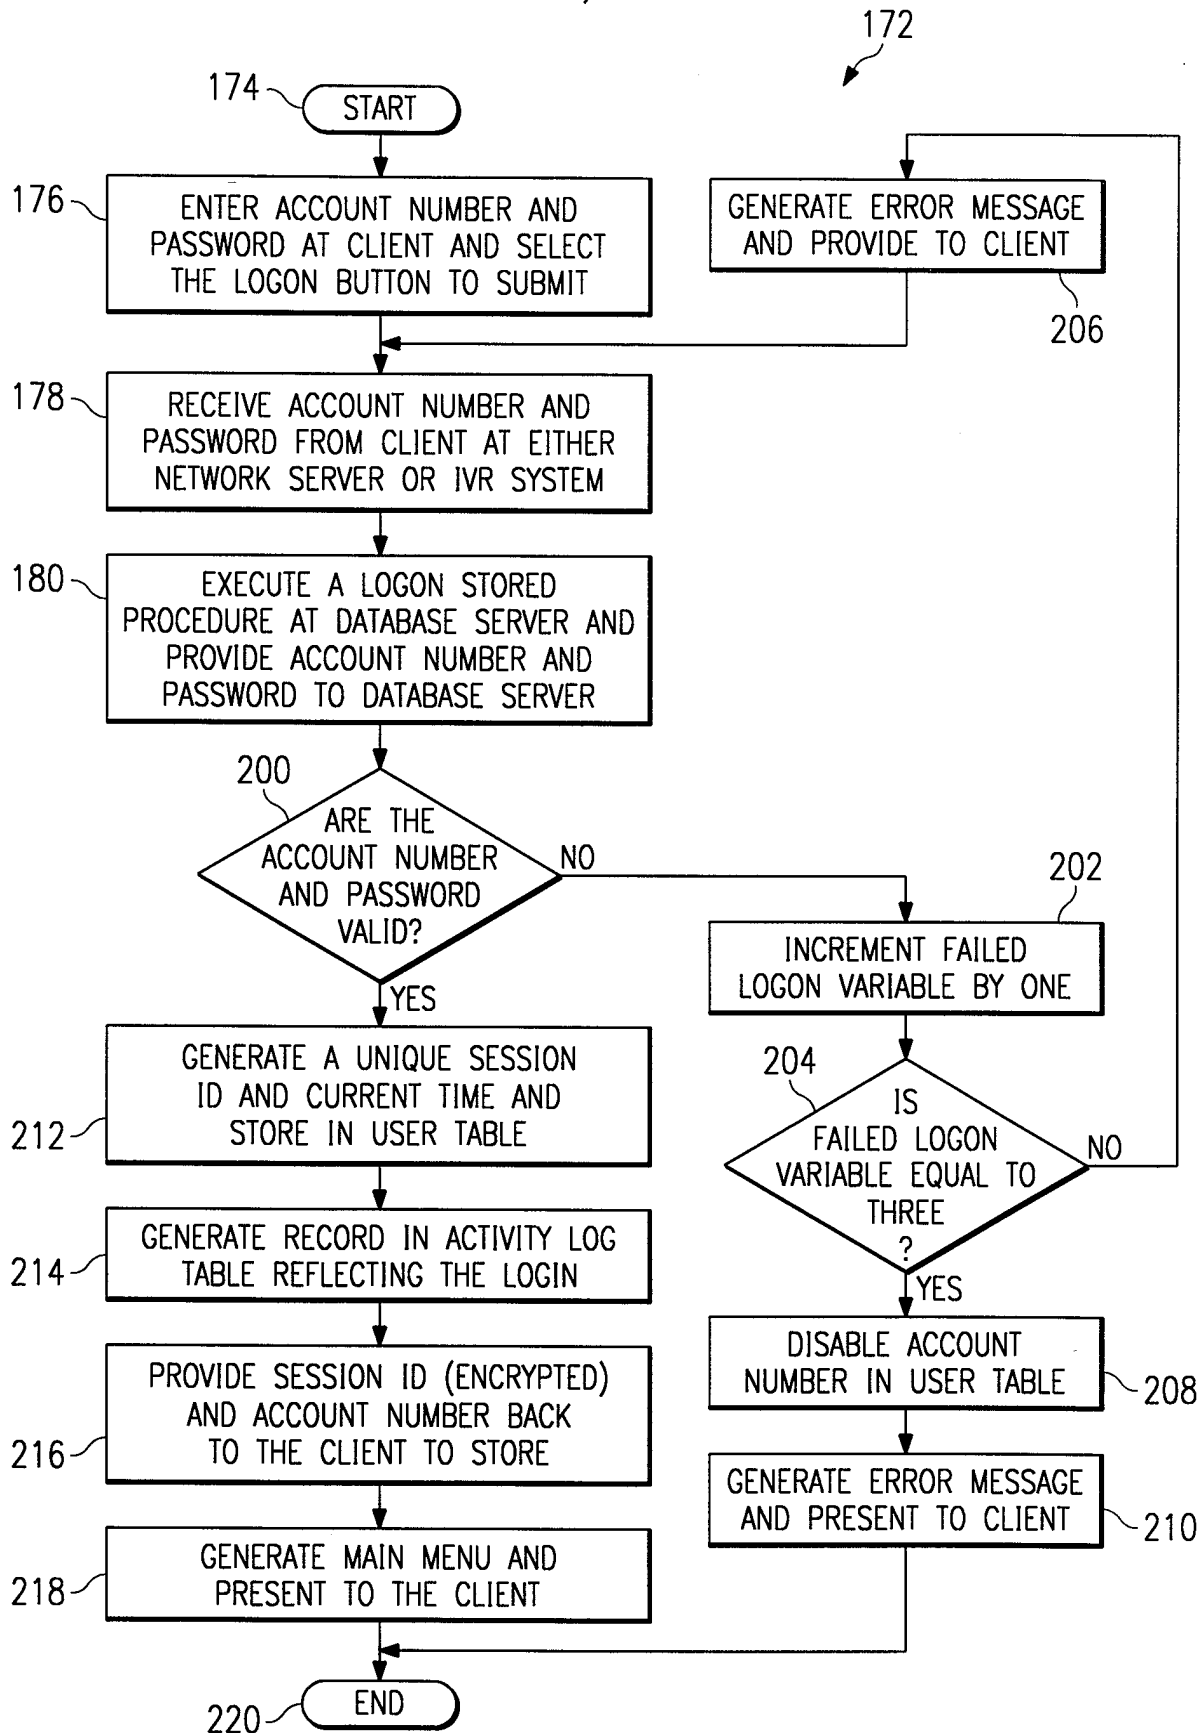 172
174
START
176
ENTER ACCOUNT NUMBER AND
PASSWORD AT CLIENT AND SELECT
THE LOGON BUTTON TO SUBMIT
GENERATE ERROR MESSAGE
AND PROVIDE TO CLIENT
206
178
RECEIVE ACCOUNT NUMBER AND
PASSWORD FROM CLIENT AT EITHER
NETWORK SERVER OR IVR SYSTEM
180
EXECUTE A LOGON STORED
PROCEDURE AT DATABASE SERVER AND
PROVIDE ACCOUNT NUMBER AND
PASSWORD TO DATABASE SERVER
200
ARE THE
ACCOUNT NUMBER
AND PASSWORD
VALID?
NO
YES
202
INCREMENT FAILED
LOGON VARIABLE BY ONE
204
IS
FAILED LOGON
VARIABLE EQUAL TO
THREE
?
NO
YES
212
GENERATE A UNIQUE SESSION
ID AND CURRENT TIME AND
STORE IN USER TABLE
214
GENERATE RECORD IN ACTIVITY LOG
TABLE REFLECTING THE LOGIN
DISABLE ACCOUNT
NUMBER IN USER TABLE
208
216
PROVIDE SESSION ID (ENCRYPTED)
AND ACCOUNT NUMBER BACK
TO THE CLIENT TO STORE
GENERATE ERROR MESSAGE
AND PRESENT TO CLIENT
210
218
GENERATE MAIN MENU AND
PRESENT TO THE CLIENT
220
END